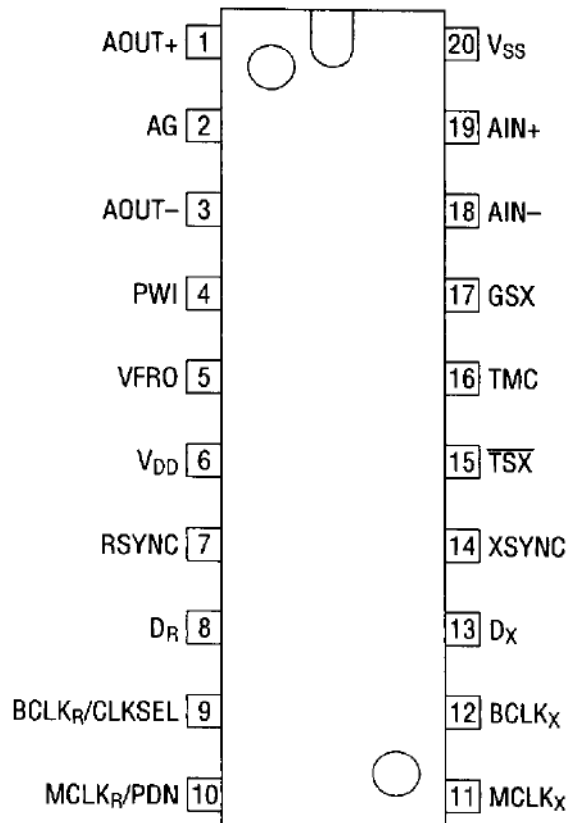 AOUT+ 1 20 VSS
AG 2 19 AIN+
AOUT− 3 18 AIN−
PWI 4 17 GSX
VFRO 5 16 TMC
VDD 6 15 T̅S̅X̅
RSYNC 7 14 XSYNC
DR 8 13 DX
BCLKR/CLKSEL 9 12 BCLKX
MCLKR/PDN 10 11 MCLKX